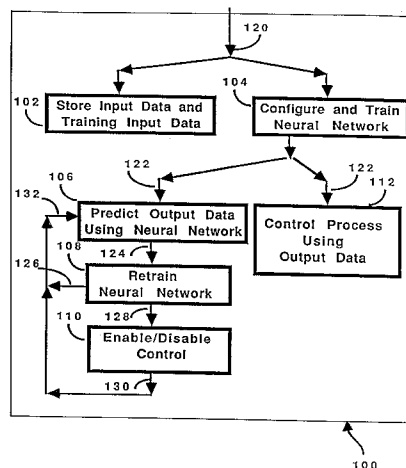 120
102
Store Input Data and
Training Input Data
104
Configure and Train
Neural Network
122
122
112
106
132
Predict Output Data
Using Neural Network
Control Process
Using
Output Data
108
124
126
Retrain
Neural Network
110
128
Enable/Disable
Control
130
100